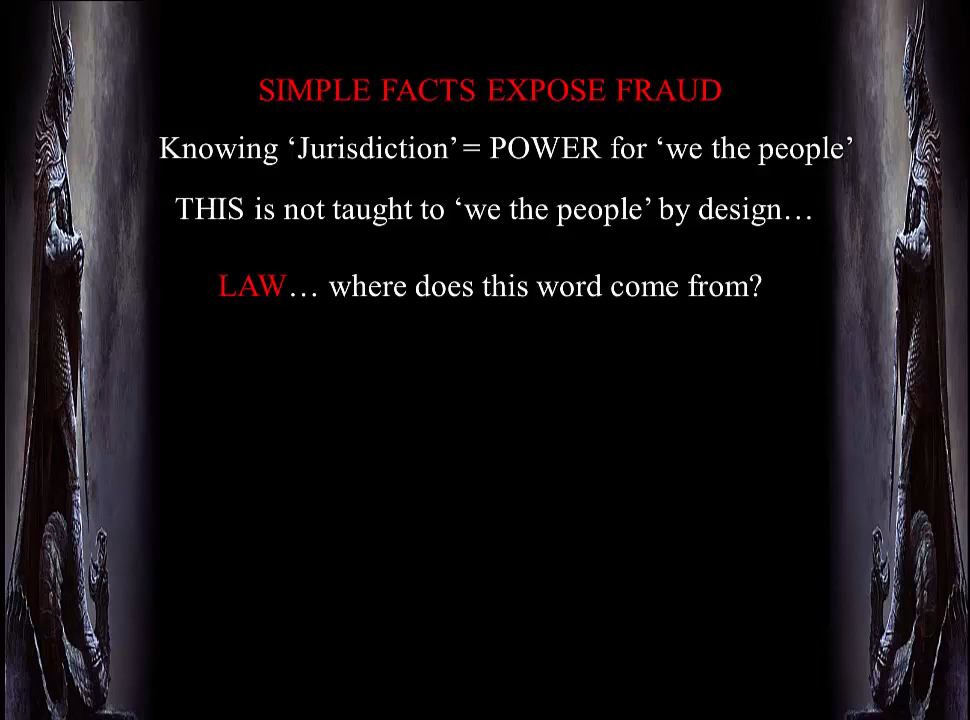 SIMPLE FACTS EXPOSE FRAUD
Knowing ‘Jurisdiction’ = POWER for ‘we the people’
THIS is not taught to ‘we the people’ by design…
LAW… where does this word come from?